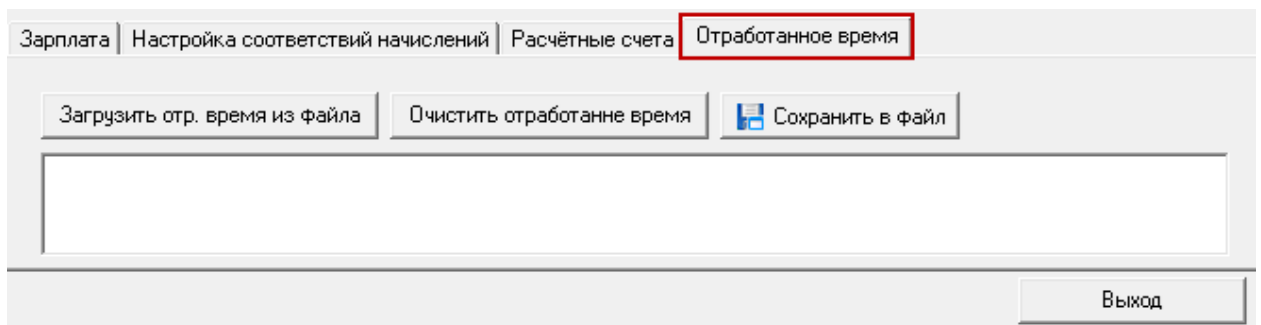 Зарплата Настройка соответствий начислений Расчётные счета Отработанное время
Загрузить отр. время из файла Очистить отработанне время Сохранить в файл
Выход